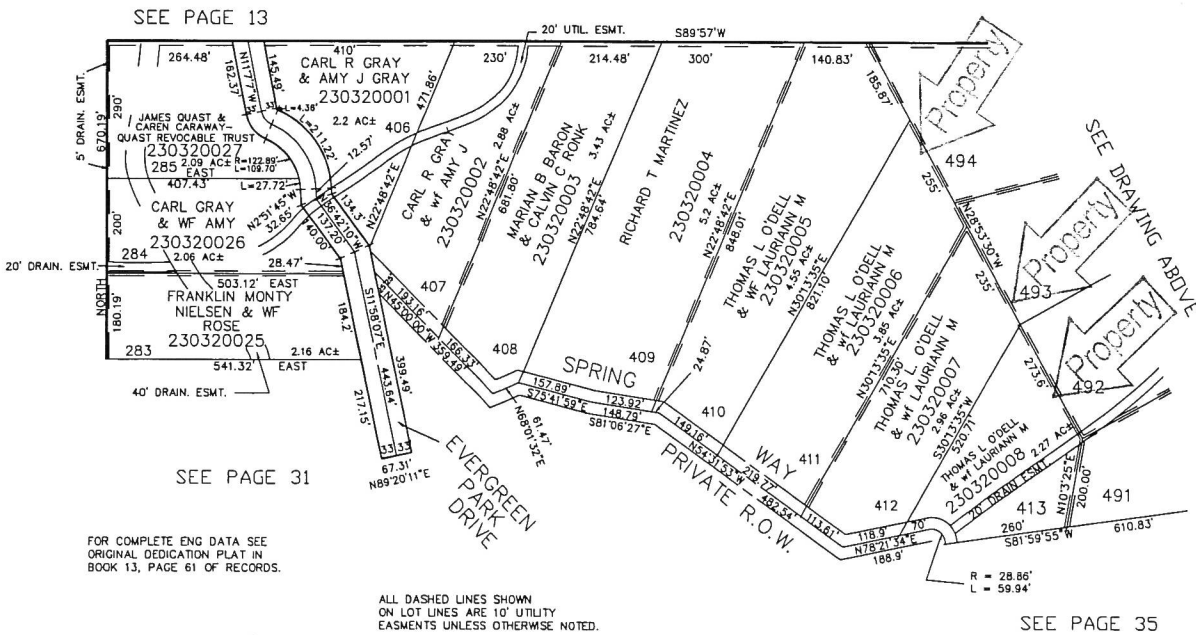 SEE PAGE 13
20' UTIL. ESMT.
S89°57'W
264.48'
410'
230'
214.48'
300'
140.83'
5' DRAIN. ESMT.
670.19'
290'
162.37'
N11°7'7"W
145.49'
33'
33'
L=4.36'
L=211.22'
CARL R GRAY
& AMY J GRAY
230320001
2.2 AC±
406
12.57'
471.86'
N22°48'42"E
JAMES QUAST &
CAREN CARAWAY-
QUAST REVOCABLE TRUST
230320027
285
2.09 AC±
R=122.89'
L=109.70'
EAST
407.43'
L=27.72'
CARL GRAY
& WF AMY
230320026
2.06 AC±
200'
284
N2°51'45"W
32.65'
137.20'
140.00'
N6°42'10"W
134.3'
28.47'
20' DRAIN. ESMT.
503.12' EAST
NORTH
180.19'
FRANKLIN MONTY
NIELSEN & WF
ROSE
230320025
283
2.16 AC±
541.32' EAST
40' DRAIN. ESMT.
184.2'
217.15'
S11°58'07"E
443.64'
399.49'
33'
33'
67.31'
N89°20'11"E
EVERGREEN
PARK
DRIVE
CARL R GRAY
& wf AMY J
230320002
2.88 AC±
N22°48'42"E
681.80'
407
193.16'
N45°00'00"W
359.49'
166.33'
MARIAN B BARON
& CALVIN C RONK
230320003
3.43 AC±
N22°48'42"E
784.64'
408
61.47'
N68°01'32"E
RICHARD T MARTINEZ
230320004
5.2 AC±
N22°48'42"E
848.01'
409
24.87'
SPRING
157.89'
123.92'
S75°41'59"E
148.79'
S81°06'27"E
THOMAS L O'DELL
& WF LAURIANN M
230320005
4.55 AC±
N30°13'35"E
821.10'
410
149.16'
WAY
N54°31'53"W
219.77'
482.54'
PRIVATE R.O.W.
THOMAS L O'DELL
& wf LAURIANN M
230320006
3.85 AC±
N30°13'35"E
710.30'
411
113.61'
THOMAS L. O'DELL
& wf LAURIANN M
230320007
2.96 AC±
S30°13'35"W
520.71'
412
118.9'
70'
N78°21'34"E
188.9'
THOMAS L O'DELL
& wf LAURIANN M
230320008
2.27 AC±
20' DRAIN ESMT.
413
260'
S81°59'55"W
R = 28.86'
L = 59.94'
N10°3'25"E
200.00'
491
610.83'
185.87'
494
255'
N28°53'30"W
235'
493
273.6'
492
Property
Property
Property
SEE DRAWING ABOVE
SEE PAGE 31
FOR COMPLETE ENG DATA SEE
ORIGINAL DEDICATION PLAT IN
BOOK 13, PAGE 61 OF RECORDS.
ALL DASHED LINES SHOWN
ON LOT LINES ARE 10' UTILITY
EASMENTS UNLESS OTHERWISE NOTED.
SEE PAGE 35